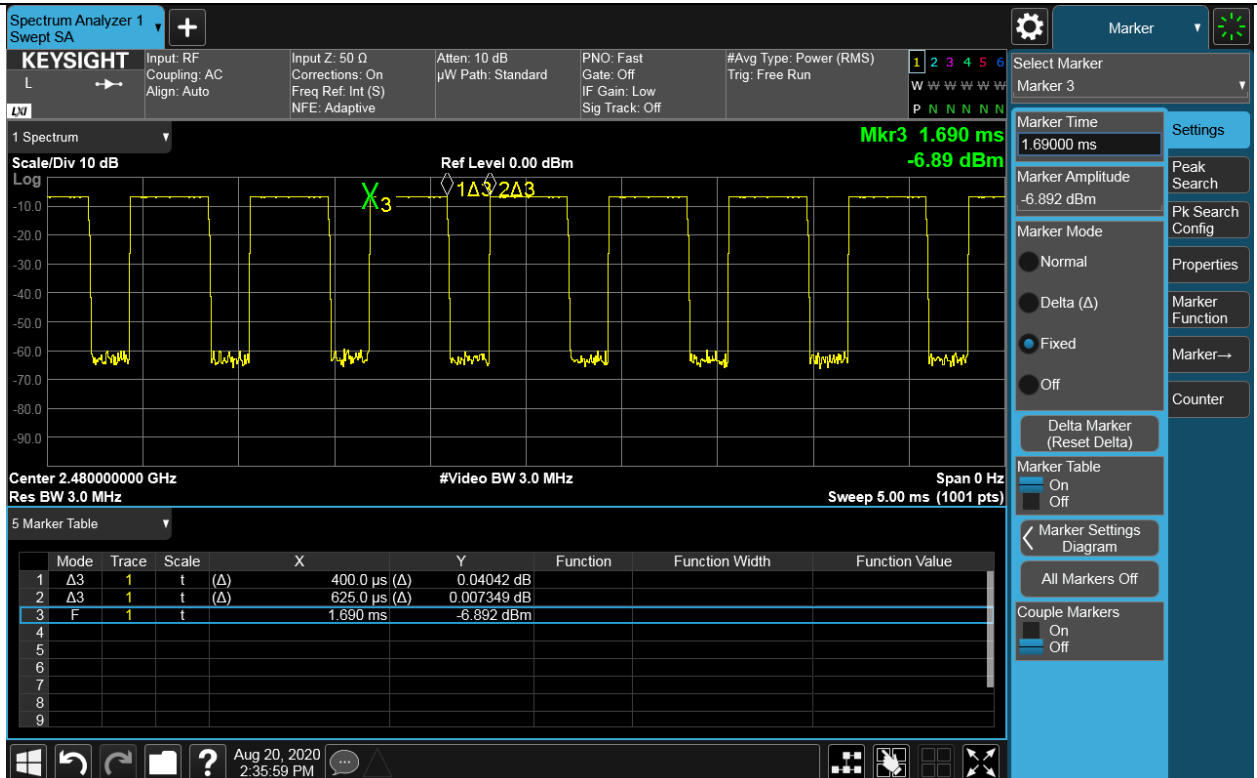 Spectrum Analyzer 1
Swept SA
Marker
KEYSIGHT
L
LXI
Input: RF
Coupling: AC
Align: Auto
Input Z: 50 Ω
Corrections: On
Freq Ref: Int (S)
NFE: Adaptive
Atten: 10 dB
µW Path: Standard
PNO: Fast
Gate: Off
IF Gain: Low
Sig Track: Off
#Avg Type: Power (RMS)
Trig: Free Run
1 2 3 4 5 6
W W W W W W
P N N N N N
Select Marker
Marker 3
1 Spectrum
Scale/Div 10 dB
Ref Level 0.00 dBm
Mkr3 1.690 ms
-6.89 dBm
Log
-10.0
-20.0
-30.0
-40.0
-50.0
-60.0
-70.0
-80.0
-90.0
X3
1Δ3 2Δ3
Center 2.480000000 GHz
#Video BW 3.0 MHz
Span 0 Hz
Res BW 3.0 MHz
Sweep 5.00 ms (1001 pts)
5 Marker Table
Mode Trace Scale X Y Function Function Width Function Value
1 Δ3 1 t (Δ) 400.0 µs (Δ) 0.04042 dB
2 Δ3 1 t (Δ) 625.0 µs (Δ) 0.007349 dB
3 F 1 t 1.690 ms -6.892 dBm
4
5
6
7
8
9
Marker Time
1.69000 ms
Marker Amplitude
-6.892 dBm
Marker Mode
Normal
Delta (Δ)
Fixed
Off
Delta Marker
(Reset Delta)
Marker Table
On
Off
Marker Settings
Diagram
All Markers Off
Couple Markers
On
Off
Settings
Peak
Search
Pk Search
Config
Properties
Marker
Function
Marker→
Counter
?
Aug 20, 2020
2:35:59 PM